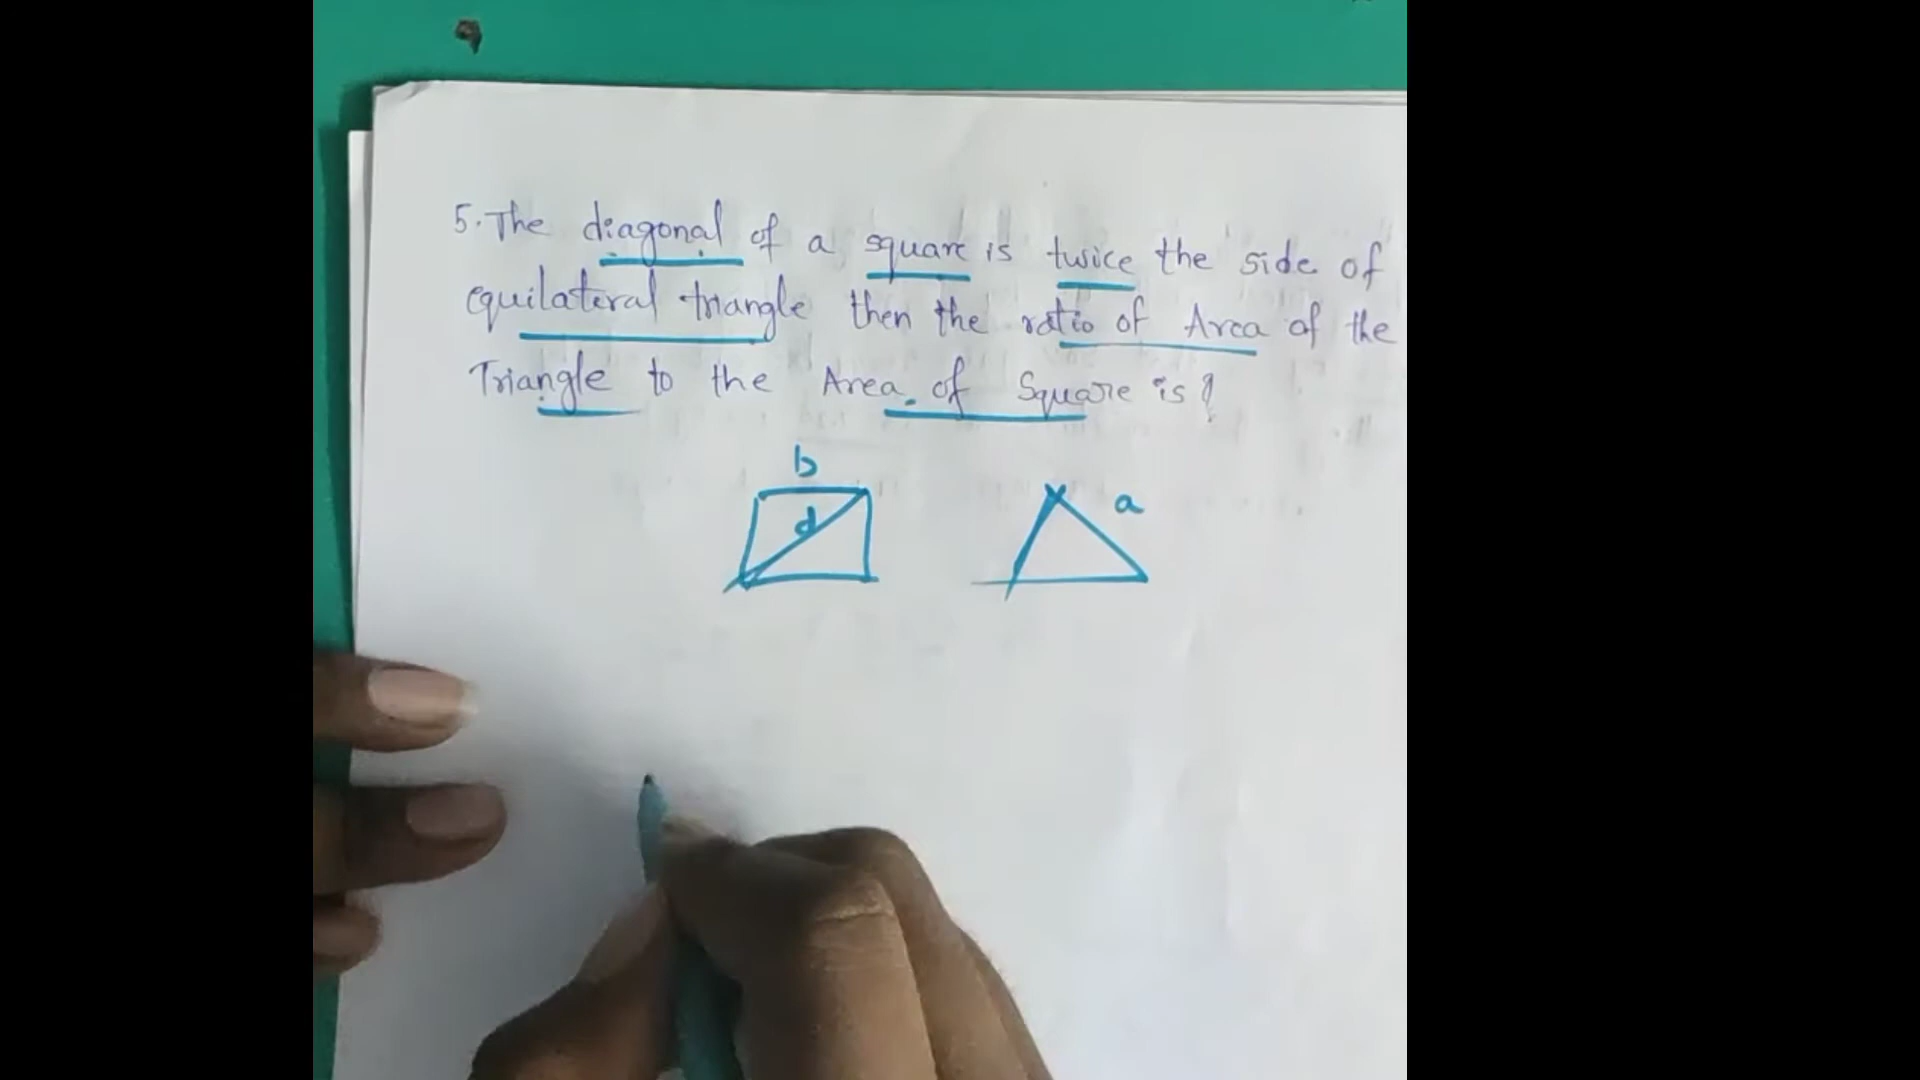 5. The diagonal of a square is twice the side of
equilateral triangle then the ratio of Area of the
Triangle to the Area of Square is?
b
d
a